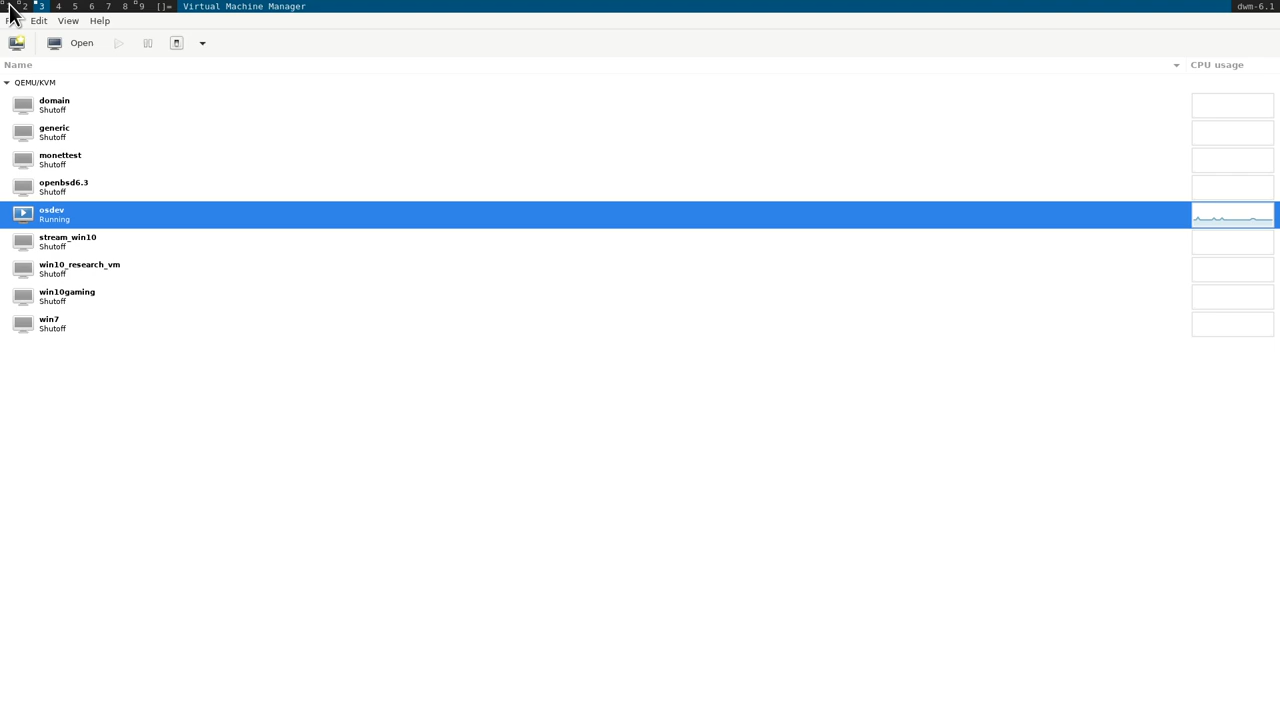 2 3 4 5 6 7 8 9 []= Virtual Machine Manager dwm-6.1
Edit View Help
Open
Name CPU usage
QEMU/KVM
domain
Shutoff
generic
Shutoff
monettest
Shutoff
openbsd6.3
Shutoff
osdev
Running
stream_win10
Shutoff
win10_research_vm
Shutoff
win10gaming
Shutoff
win7
Shutoff